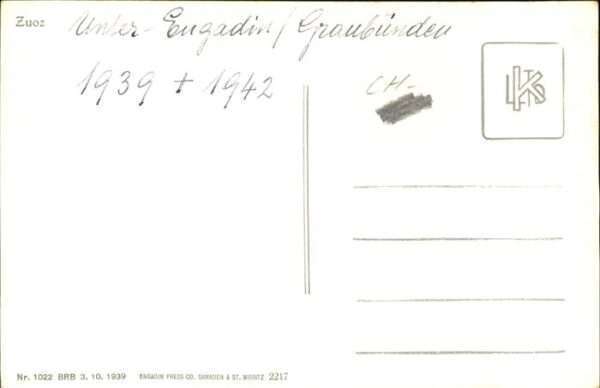 Zuoz
Unter-Engadin / Graubünden
1939 + 1942
CH-
Nr. 1022 BRB 3. 10. 1939
ENGADIN PRESS CO. SAMADEN & ST. MORITZ 2217